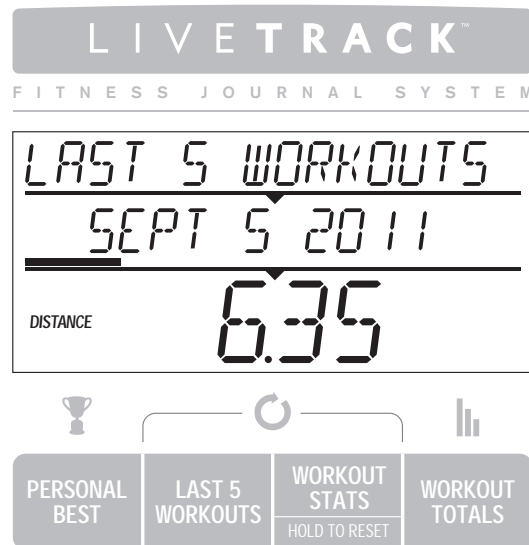 LIVETRACK™
FITNESS JOURNAL SYSTEM
LAST 5 WORKOUTS
SEPT 5 2011
DISTANCE 6.35
PERSONAL BEST
LAST 5 WORKOUTS
WORKOUT STATS
HOLD TO RESET
WORKOUT TOTALS